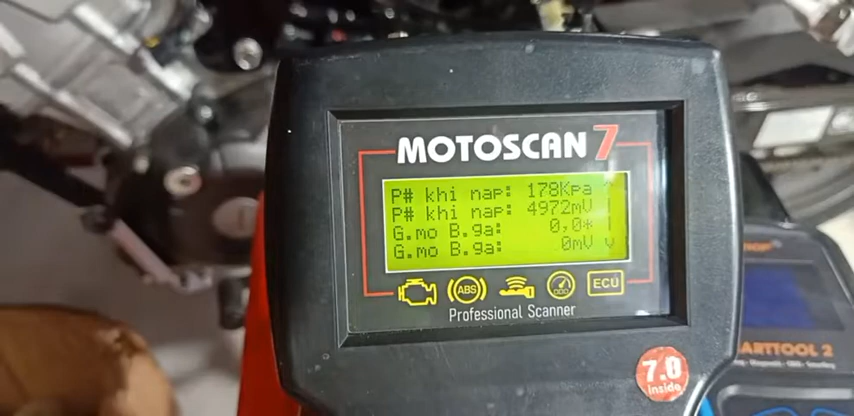 MOTOSCAN 7
P# khi nap: 178Kpa ^
P# khi nap: 4972mV |
G.mo B.ga: 0,0* |
G.mo B.ga: 0mV v
ABS
ECU
Professional Scanner
7.0
inside
ARTTOOL 2